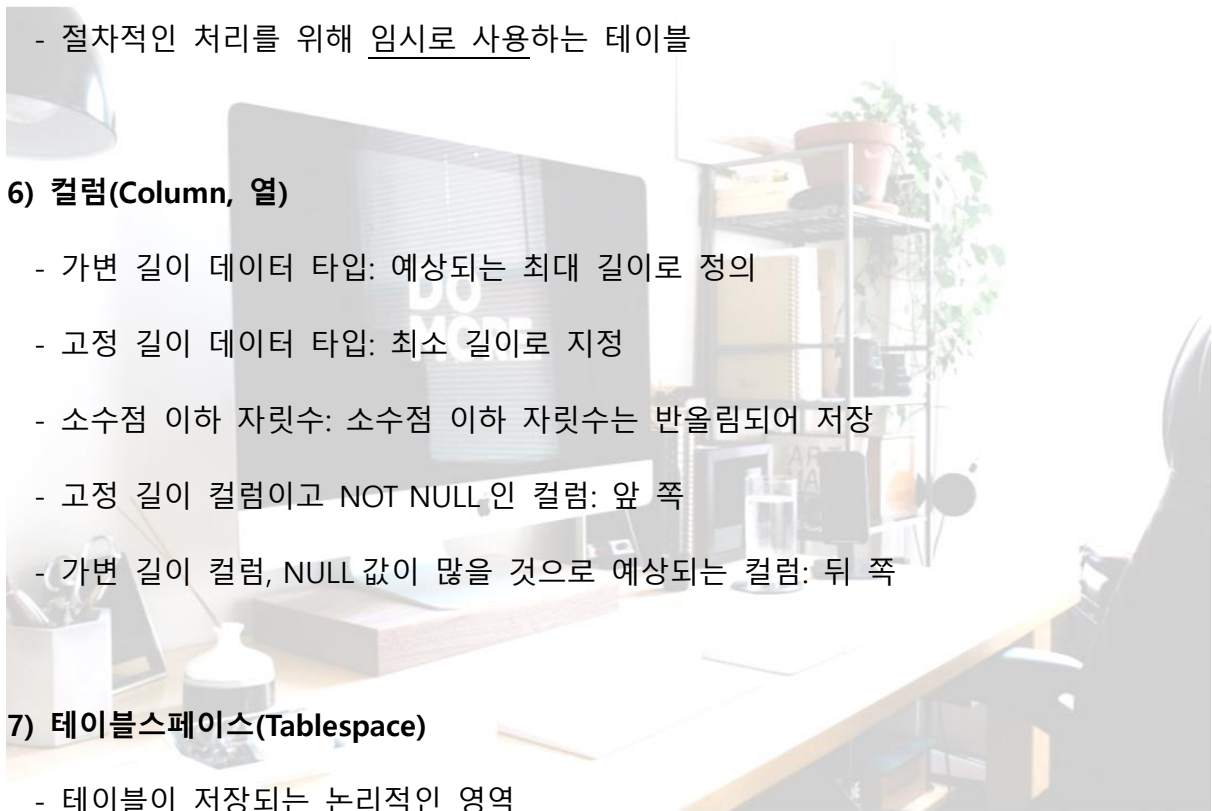 - 절차적인 처리를 위해 임시로 사용하는 테이블
6) 컬럼(Column, 열)
- 가변 길이 데이터 타입: 예상되는 최대 길이로 정의
DO
MORE
- 고정 길이 데이터 타입: 최소 길이로 지정
- 소수점 이하 자릿수: 소수점 이하 자릿수는 반올림되어 저장
- 고정 길이 컬럼이고 NOT NULL 인 컬럼: 앞 쪽
- 가변 길이 컬럼, NULL 값이 많을 것으로 예상되는 컬럼: 뒤 쪽
7) 테이블스페이스(Tablespace)
- 테이블이 저장되는 논리적인 영역